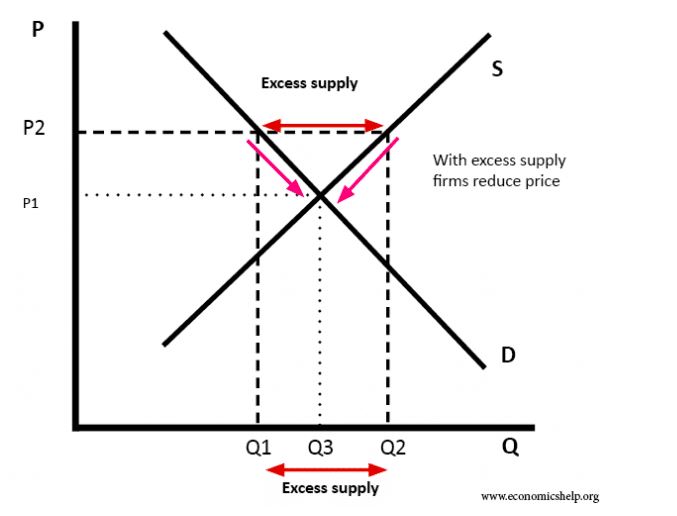 P
S
Excess supply
P2
With excess supply
firms reduce price
P1
D
Q1 Q3 Q2 Q
Excess supply
www.economicshelp.org